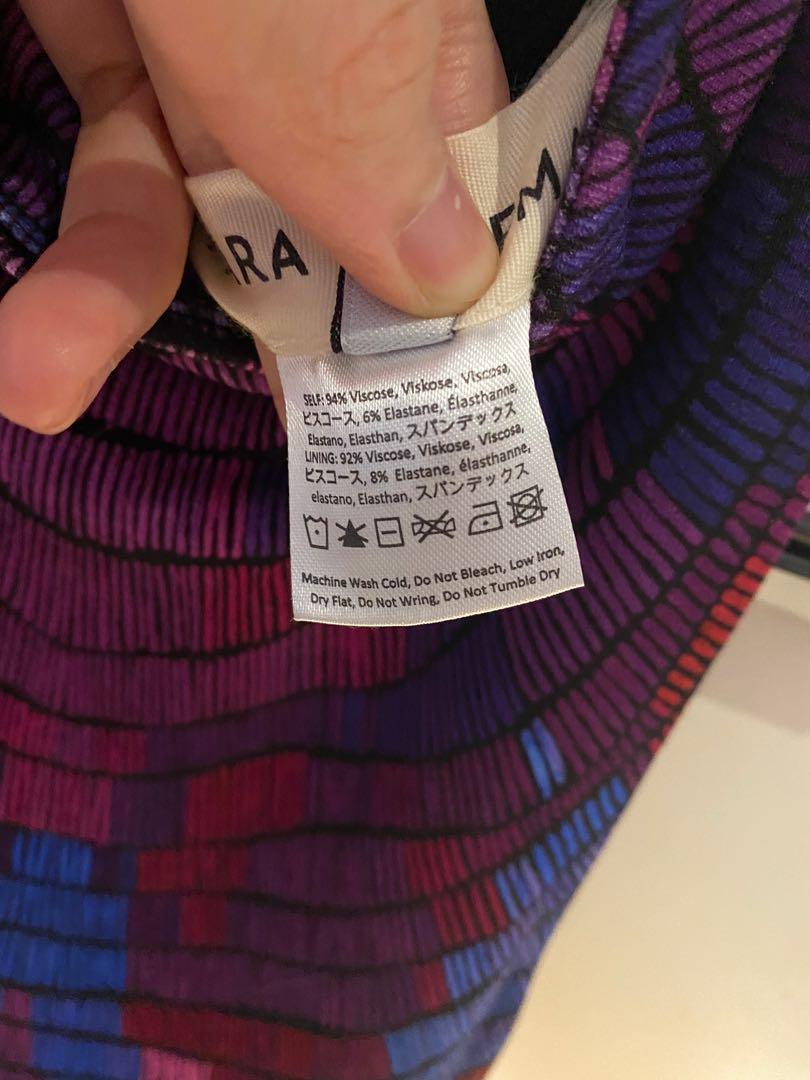 RA EM
SELF: 94% Viscose, Viskose, Viscosa,
ビスコース, 6% Elastane, Élasthanne,
Elastano, Elasthan, スパンデックス
LINING: 92% Viscose, Viskose, Viscosa,
ビスコース, 8% Elastane, élasthanne,
elastano, Elasthan, スパンデックス
Machine Wash Cold, Do Not Bleach, Low Iron,
Dry Flat, Do Not Wring, Do Not Tumble Dry